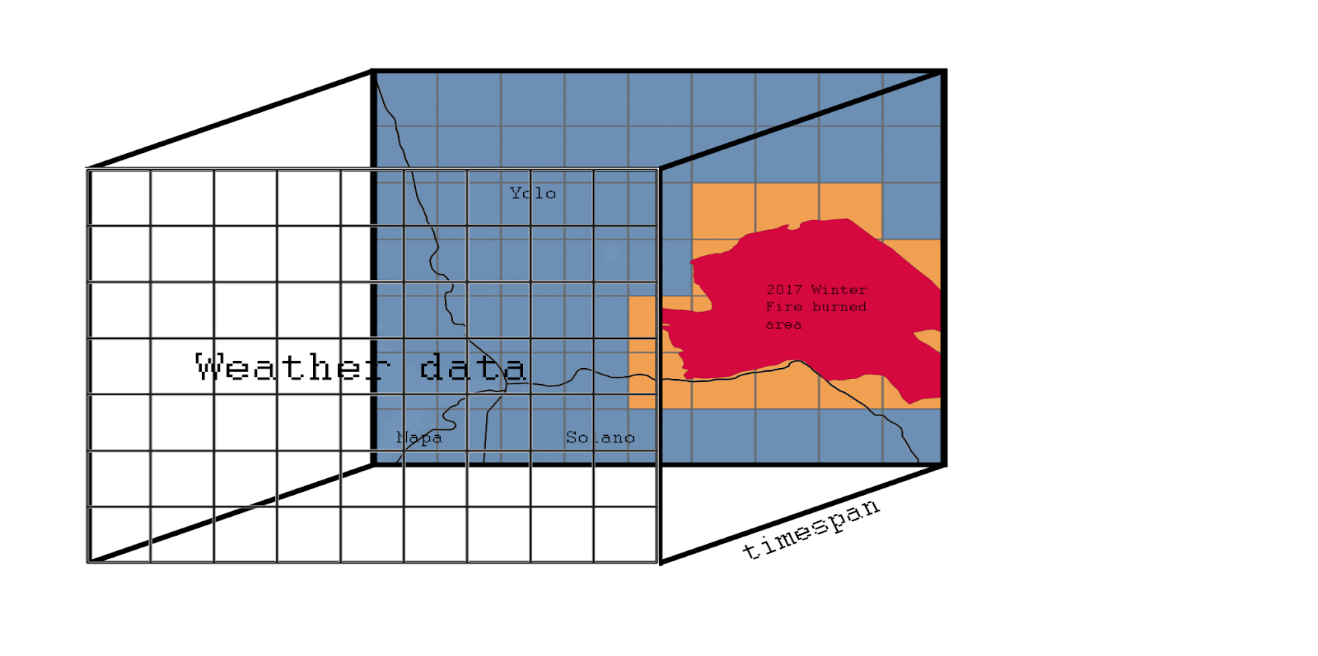 Yolo
2017 Winter
Fire burned
area
Weather data
Napa
Solano
timespan